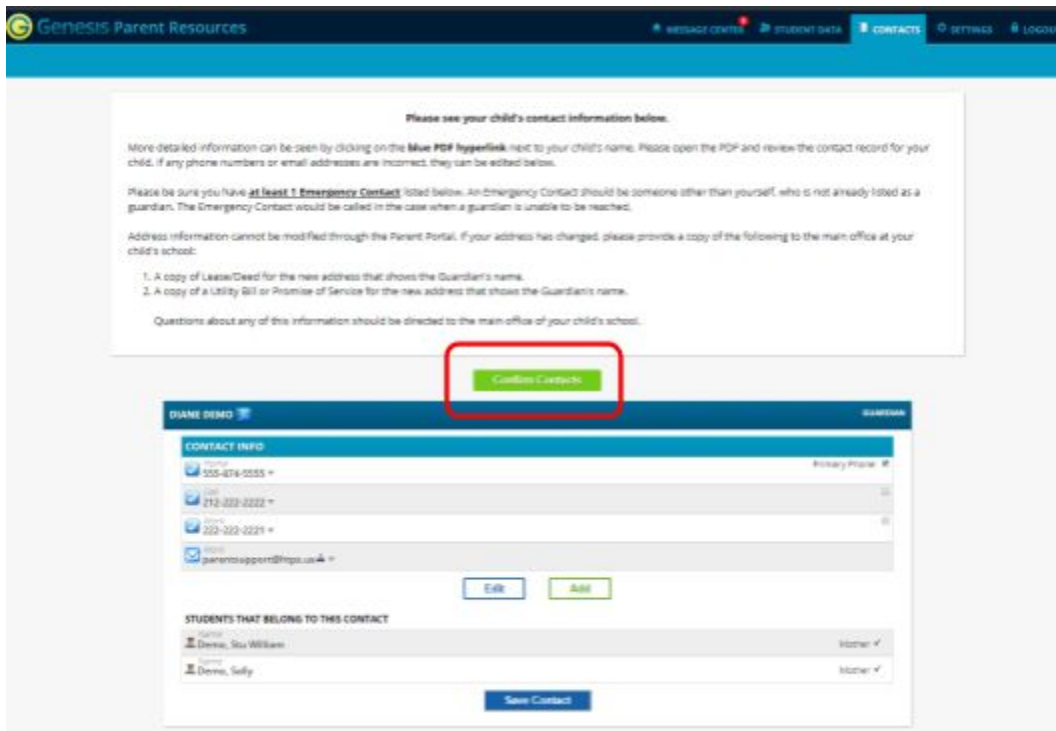 Genesis Parent Resources
MESSAGE CENTER
STUDENT DATA
CONTACTS
SETTINGS
LOGOU
Please see your child's contact information below.
More detailed information can be seen by clicking on the blue PDF hyperlink next to your child's name. Please open the PDF and review the contact record for your
child. If any phone numbers or email addresses are incorrect, they can be edited below.
Please be sure you have at least 1 Emergency Contact listed below. An Emergency Contact should be someone other than yourself, who is not already listed as a
guardian. The Emergency Contact would be called in the case when a guardian is unable to be reached.
Address information cannot be modified through the Parent Portal. If your address has changed, please provide a copy of the following to the main office at your
child's school:
1. A copy of Lease/Deed for the new address that shows the Guardian's name.
2. A copy of a Utility Bill or Promise of Service for the new address that shows the Guardian's name.
Questions about any of this information should be directed to the main office of your child's school.
Confirm Contacts
DIANE DEMO
GUARDIAN
CONTACT INFO
Home
555-874-5555
Primary Phone
Cell
212-222-2222
222-222-2221
Edit
Add
STUDENTS THAT BELONG TO THIS CONTACT
Name
Demo, Stu William
Mother
Name
Demo, Sally
Mother
Save Contact